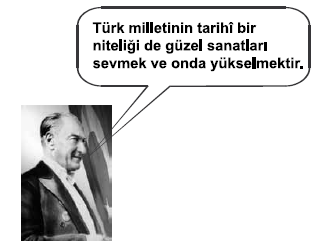 Türk milletinin tarihî bir
niteliği de güzel sanatları
sevmek ve onda yükselmektir.